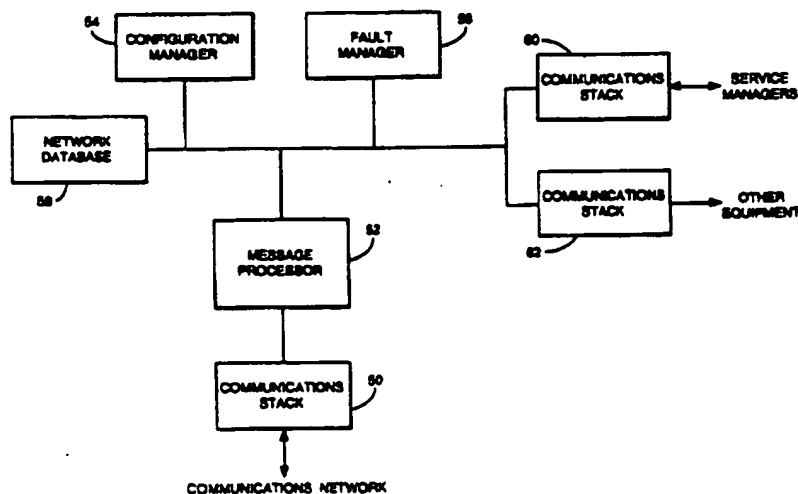 54
CONFIGURATION
MANAGER
FAULT
MANAGER
56
60
COMMUNICATIONS
STACK
SERVICE
MANAGERS
NETWORK
DATABASE
58
COMMUNICATIONS
STACK
OTHER
EQUIPMENT
62
MESSAGE
PROCESSOR
52
COMMUNICATIONS
STACK
50
COMMUNICATIONS NETWORK